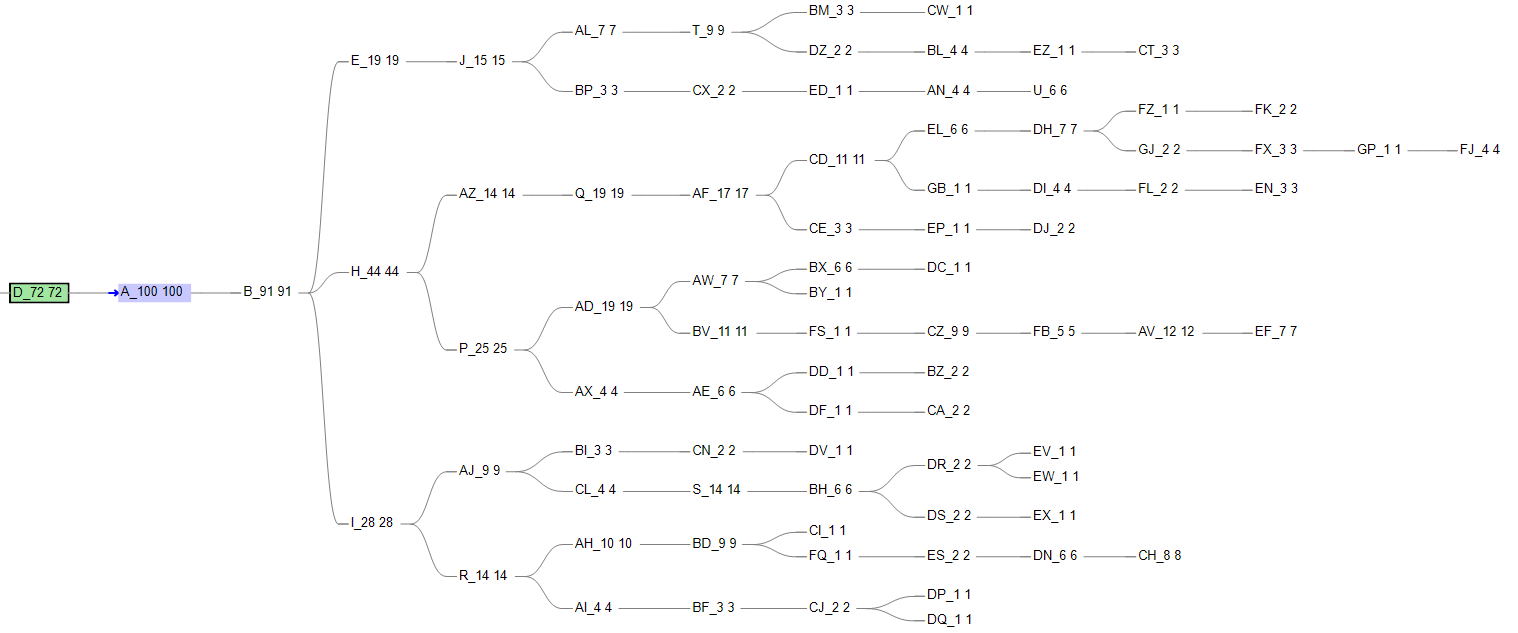 BM_3 3 CW_1 1
AL_7 7 T_9 9
E_19 19 J_15 15 DZ_2 2 BL_4 4 EZ_1 1 CT_3 3
BP_3 3 CX_2 2 ED_1 1 AN_4 4 U_6 6
FZ_1 1 FK_2 2
EL_6 6 DH_7 7
GJ_2 2 FX_3 3 GP_1 1 FJ_4 4
CD_11 11
AZ_14 14 Q_19 19 AF_17 17 GB_1 1 DI_4 4 FL_2 2 EN_3 3
CE_3 3 EP_1 1 DJ_2 2
H_44 44 BX_6 6 DC_1 1
AW_7 7
D_72 72 A_100 100 B_91 91 BY_1 1
AD_19 19
BV_11 11 FS_1 1 CZ_9 9 FB_5 5 AV_12 12 EF_7 7
P_25 25
DD_1 1 BZ_2 2
AX_4 4 AE_6 6
DF_1 1 CA_2 2
BI_3 3 CN_2 2 DV_1 1 EV_1 1
AJ_9 9 DR_2 2
EW_1 1
CL_4 4 S_14 14 BH_6 6
I_28 28 DS_2 2 EX_1 1
CI_1 1
AH_10 10 BD_9 9
FQ_1 1 ES_2 2 DN_6 6 CH_8 8
R_14 14
DP_1 1
AI_4 4 BF_3 3 CJ_2 2
DQ_1 1